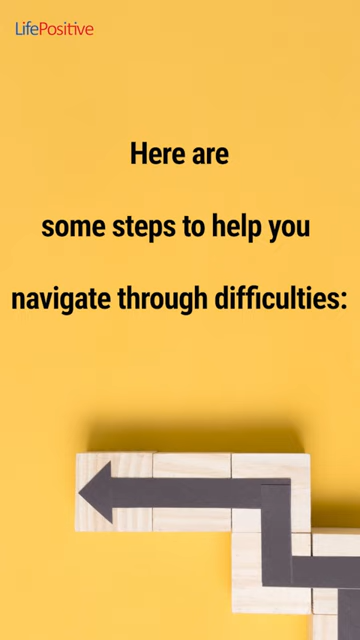 LifePositive
Here are
some steps to help you
navigate through difficulties: